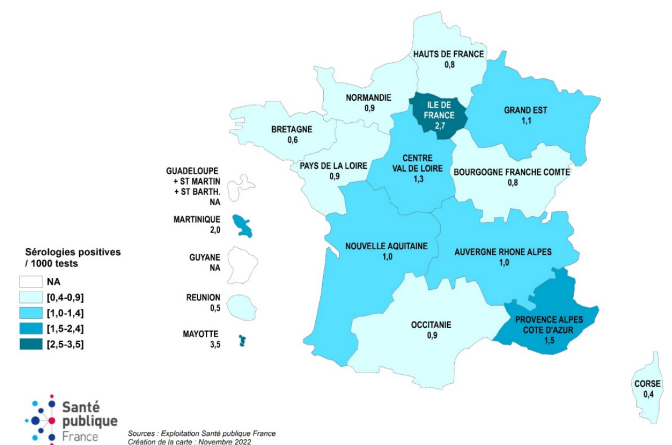 HAUTS DE FRANCE
0,8
NORMANDIE
0,9
ILE DE
FRANCE
2,7
GRAND EST
1,1
BRETAGNE
0,6
PAYS DE LA LOIRE
0,9
CENTRE
VAL DE LOIRE
1,3
BOURGOGNE FRANCHE COMTE
0,8
GUADELOUPE
+ ST MARTIN
+ ST BARTH.
NA
MARTINIQUE
2,0
GUYANE
NA
REUNION
0,5
MAYOTTE
3,5
NOUVELLE AQUITAINE
1,0
AUVERGNE RHONE ALPES
1,0
OCCITANIE
0,9
PROVENCE ALPES
COTE D'AZUR
1,5
CORSE
0,4
Sérologies positives
/ 1000 tests
NA
[0,4-0,9]
[1,0-1,4]
[1,5-2,4]
[2,5-3,5]
Santé
publique
France
Sources : Exploitation Santé publique France
Création de la carte : Novembre 2022